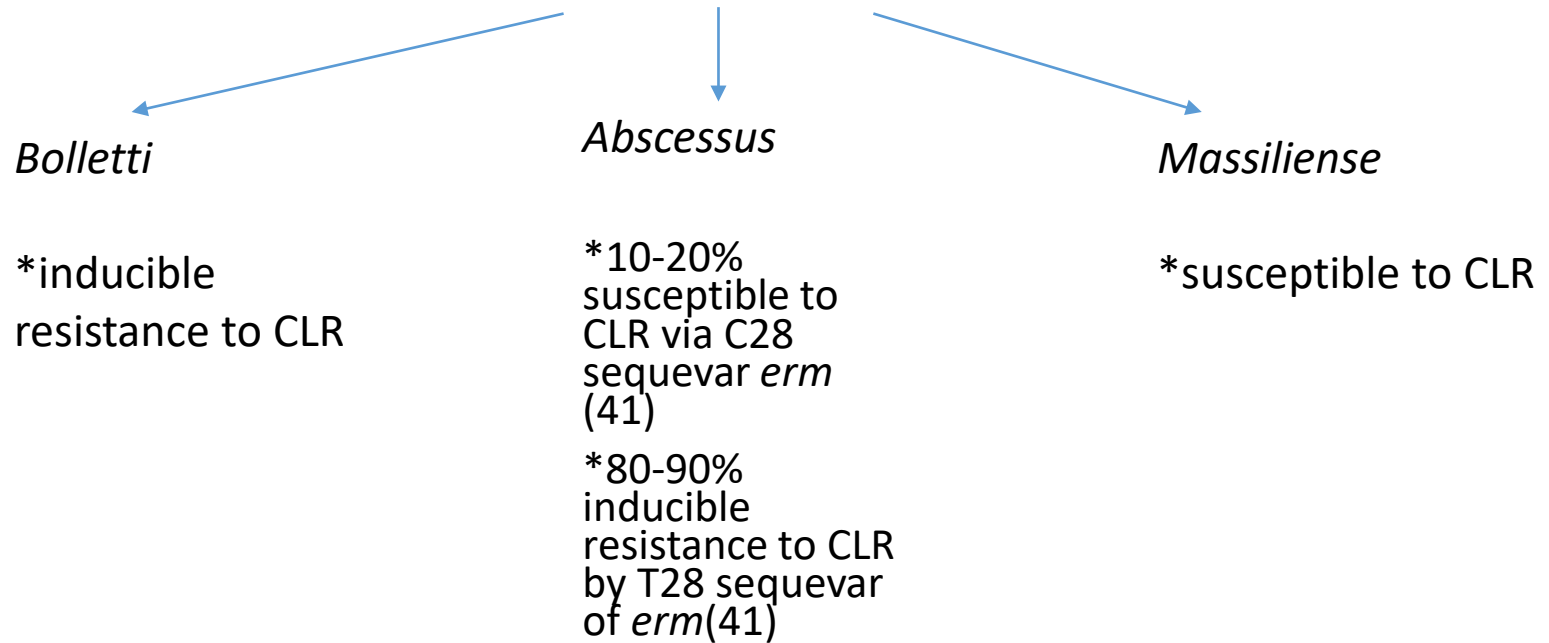 Bolletti
*inducible
resistance to CLR
Abscessus
*10-20%
susceptible to
CLR via C28
sequevar erm
(41)
*80-90%
inducible
resistance to CLR
by T28 sequevar
of erm(41)
Massiliense
*susceptible to CLR